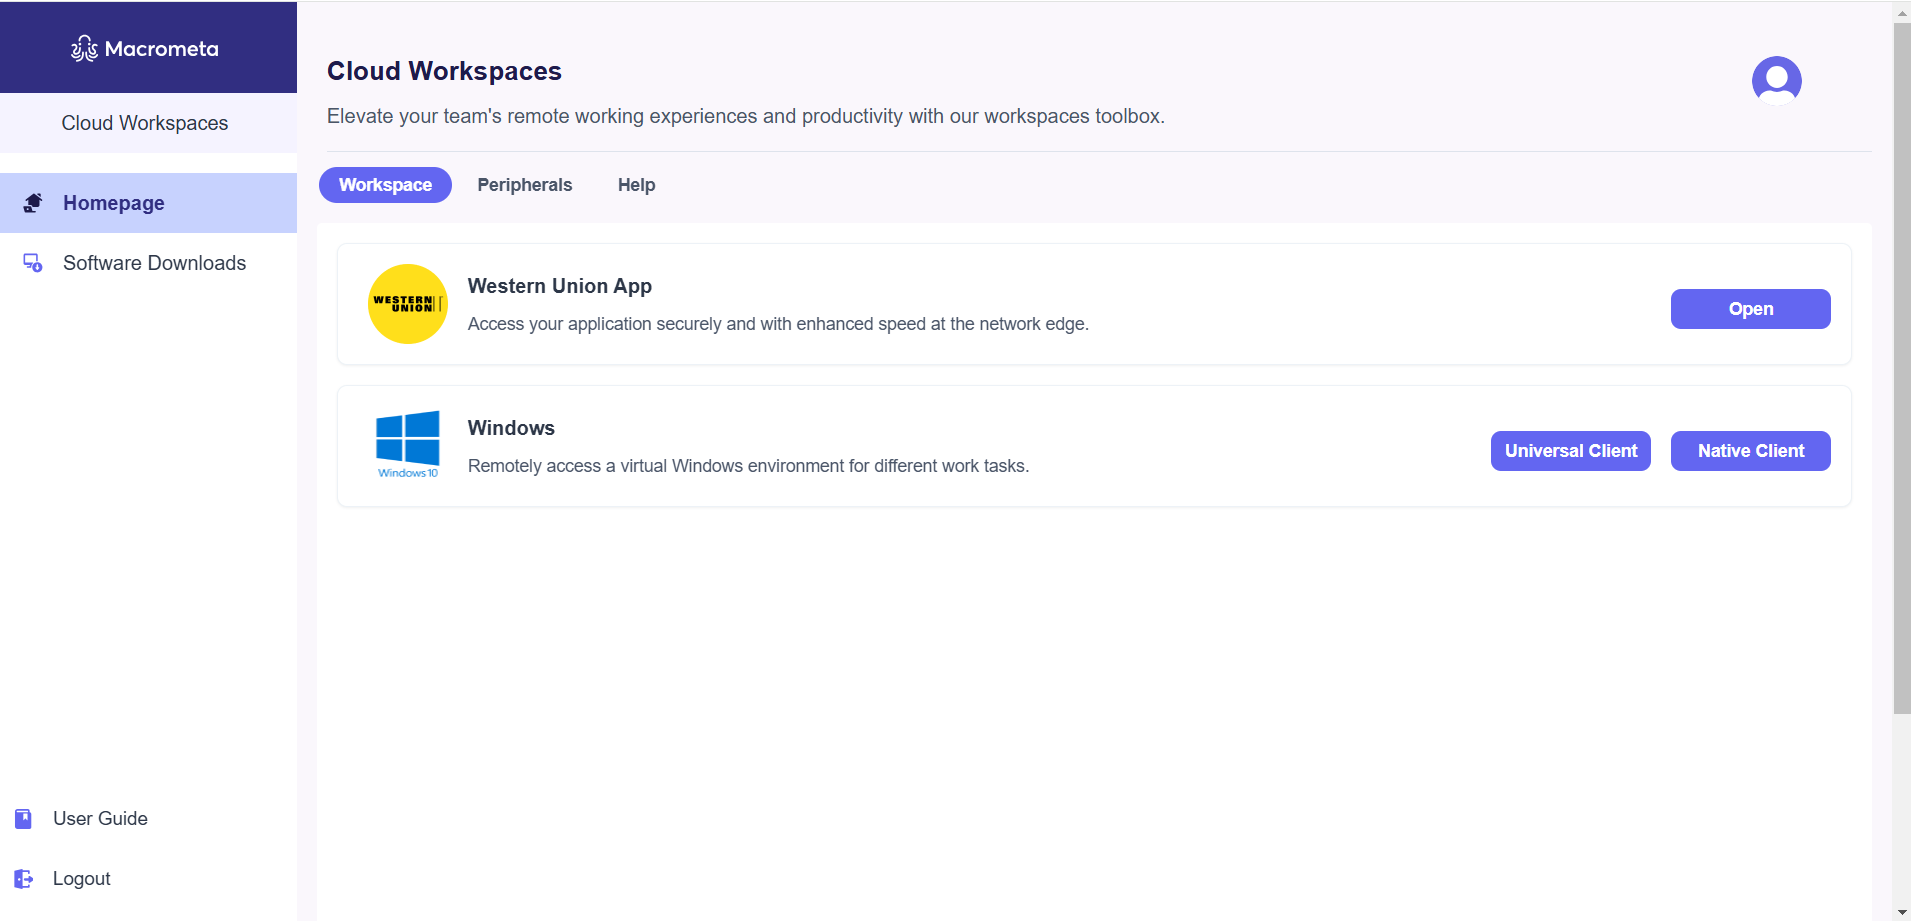 Macrometa
Cloud Workspaces
Homepage
Software Downloads
User Guide
Logout
Cloud Workspaces
Elevate your team's remote working experiences and productivity with our workspaces toolbox.
Workspace Peripherals Help
WESTERN
UNION
Western Union App
Access your application securely and with enhanced speed at the network edge.
Open
Windows 10
Windows
Remotely access a virtual Windows environment for different work tasks.
Universal Client Native Client